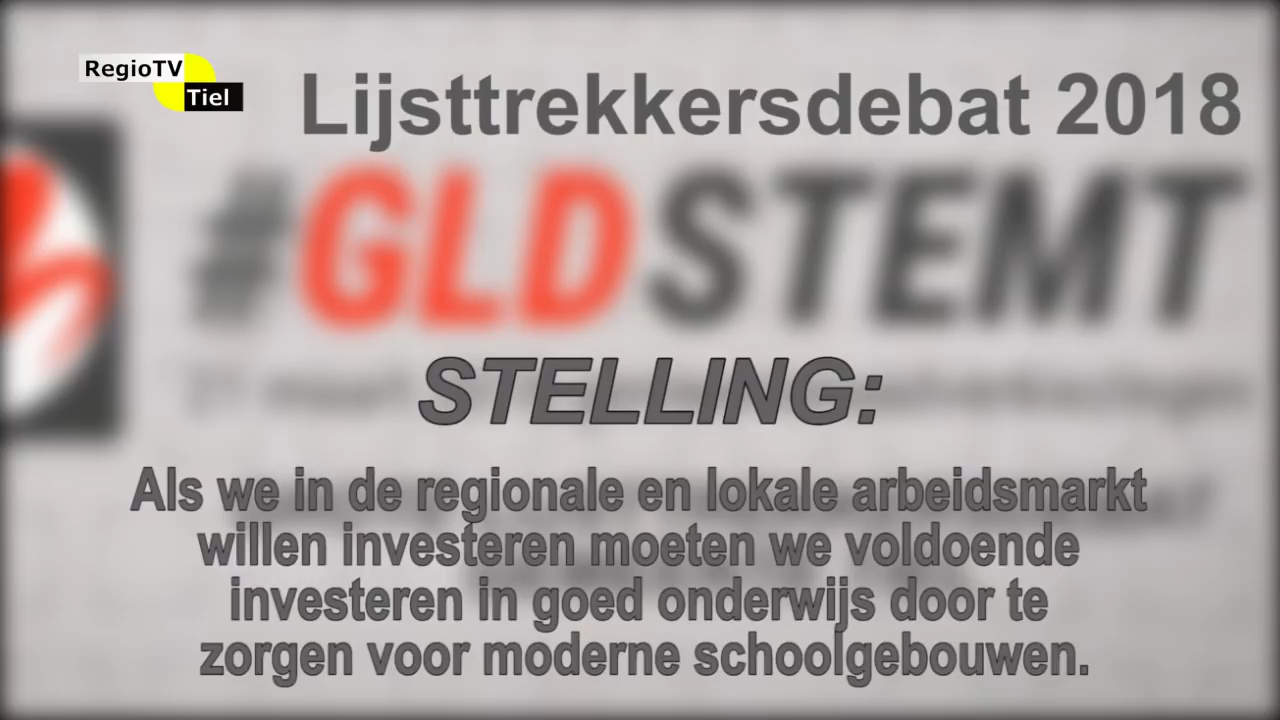 RegioTV
Tiel
Lijsttrekkersdebat 2018
#GLDSTEMT
STELLING:
Als we in de regionale en lokale arbeidsmarkt
willen investeren moeten we voldoende
investeren in goed onderwijs door te
zorgen voor moderne schoolgebouwen.